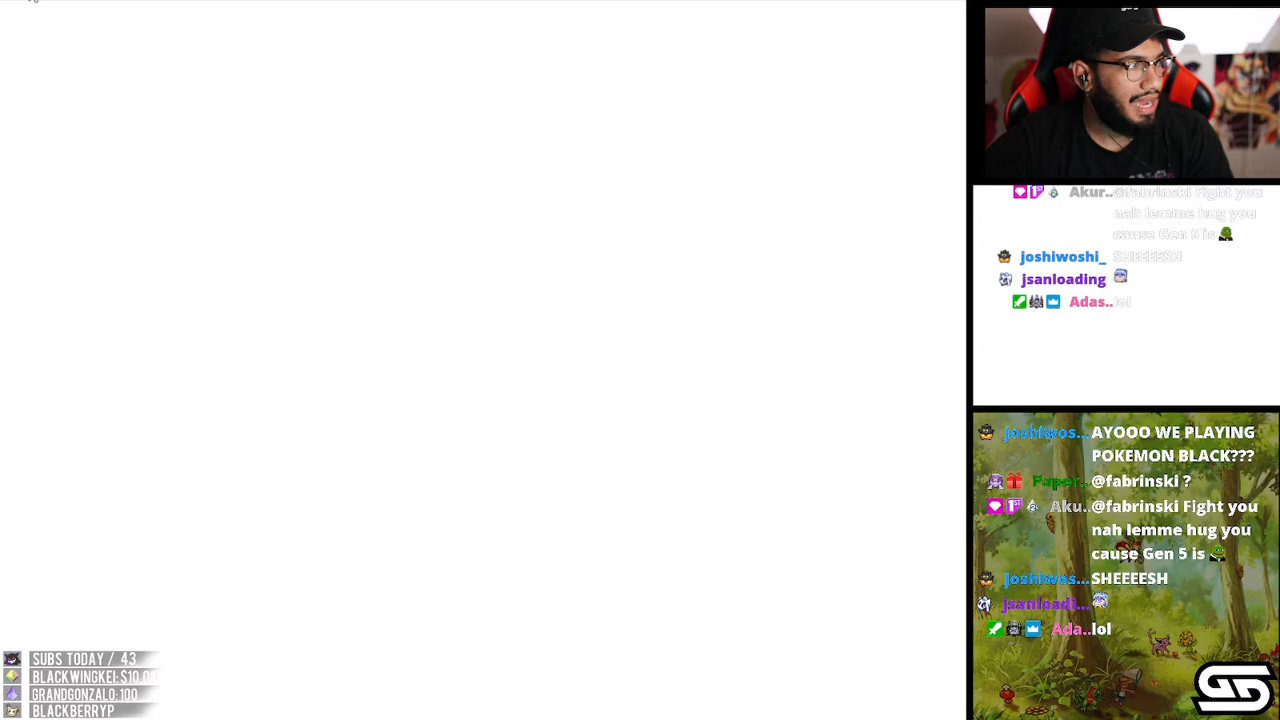 Akur.. @fabrinski Fight you
nah lemme hug you
cause Gen 5 is
joshiwoshi_ SHEEEESH
jsanloading
Adas.. lol
joshiwos... AYOOO WE PLAYING
POKEMON BLACK???
Paper.. @fabrinski ?
Aku.. @fabrinski Fight you
nah lemme hug you
cause Gen 5 is
joshiwos... SHEEEESH
jsanloadi...
Ada.. lol
SUBS TODAY / 43
BLACKWINGKEI: $10.00
GRANDGONZALO: 100
BLACKBERRYP